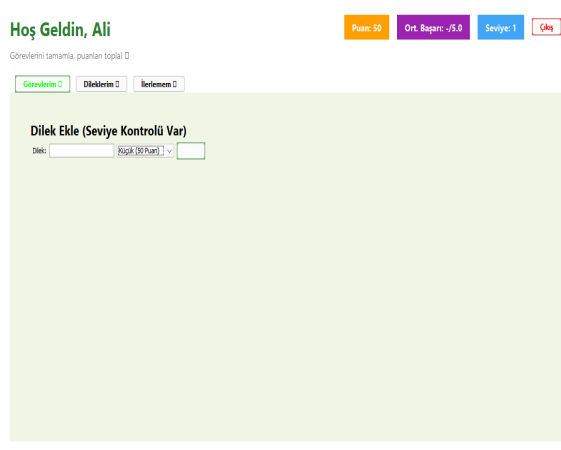 Hoş Geldin, Ali
Puan: 50
Ort. Başarı: -/5.0
Seviye: 1
Çıkış
Görevlerini tamamla, puanları topla!
Görevlerim
Dileklerim
İlerlemem
Dilek Ekle (Seviye Kontrolü Var)
Dilek:
Küçük (50 Puan)